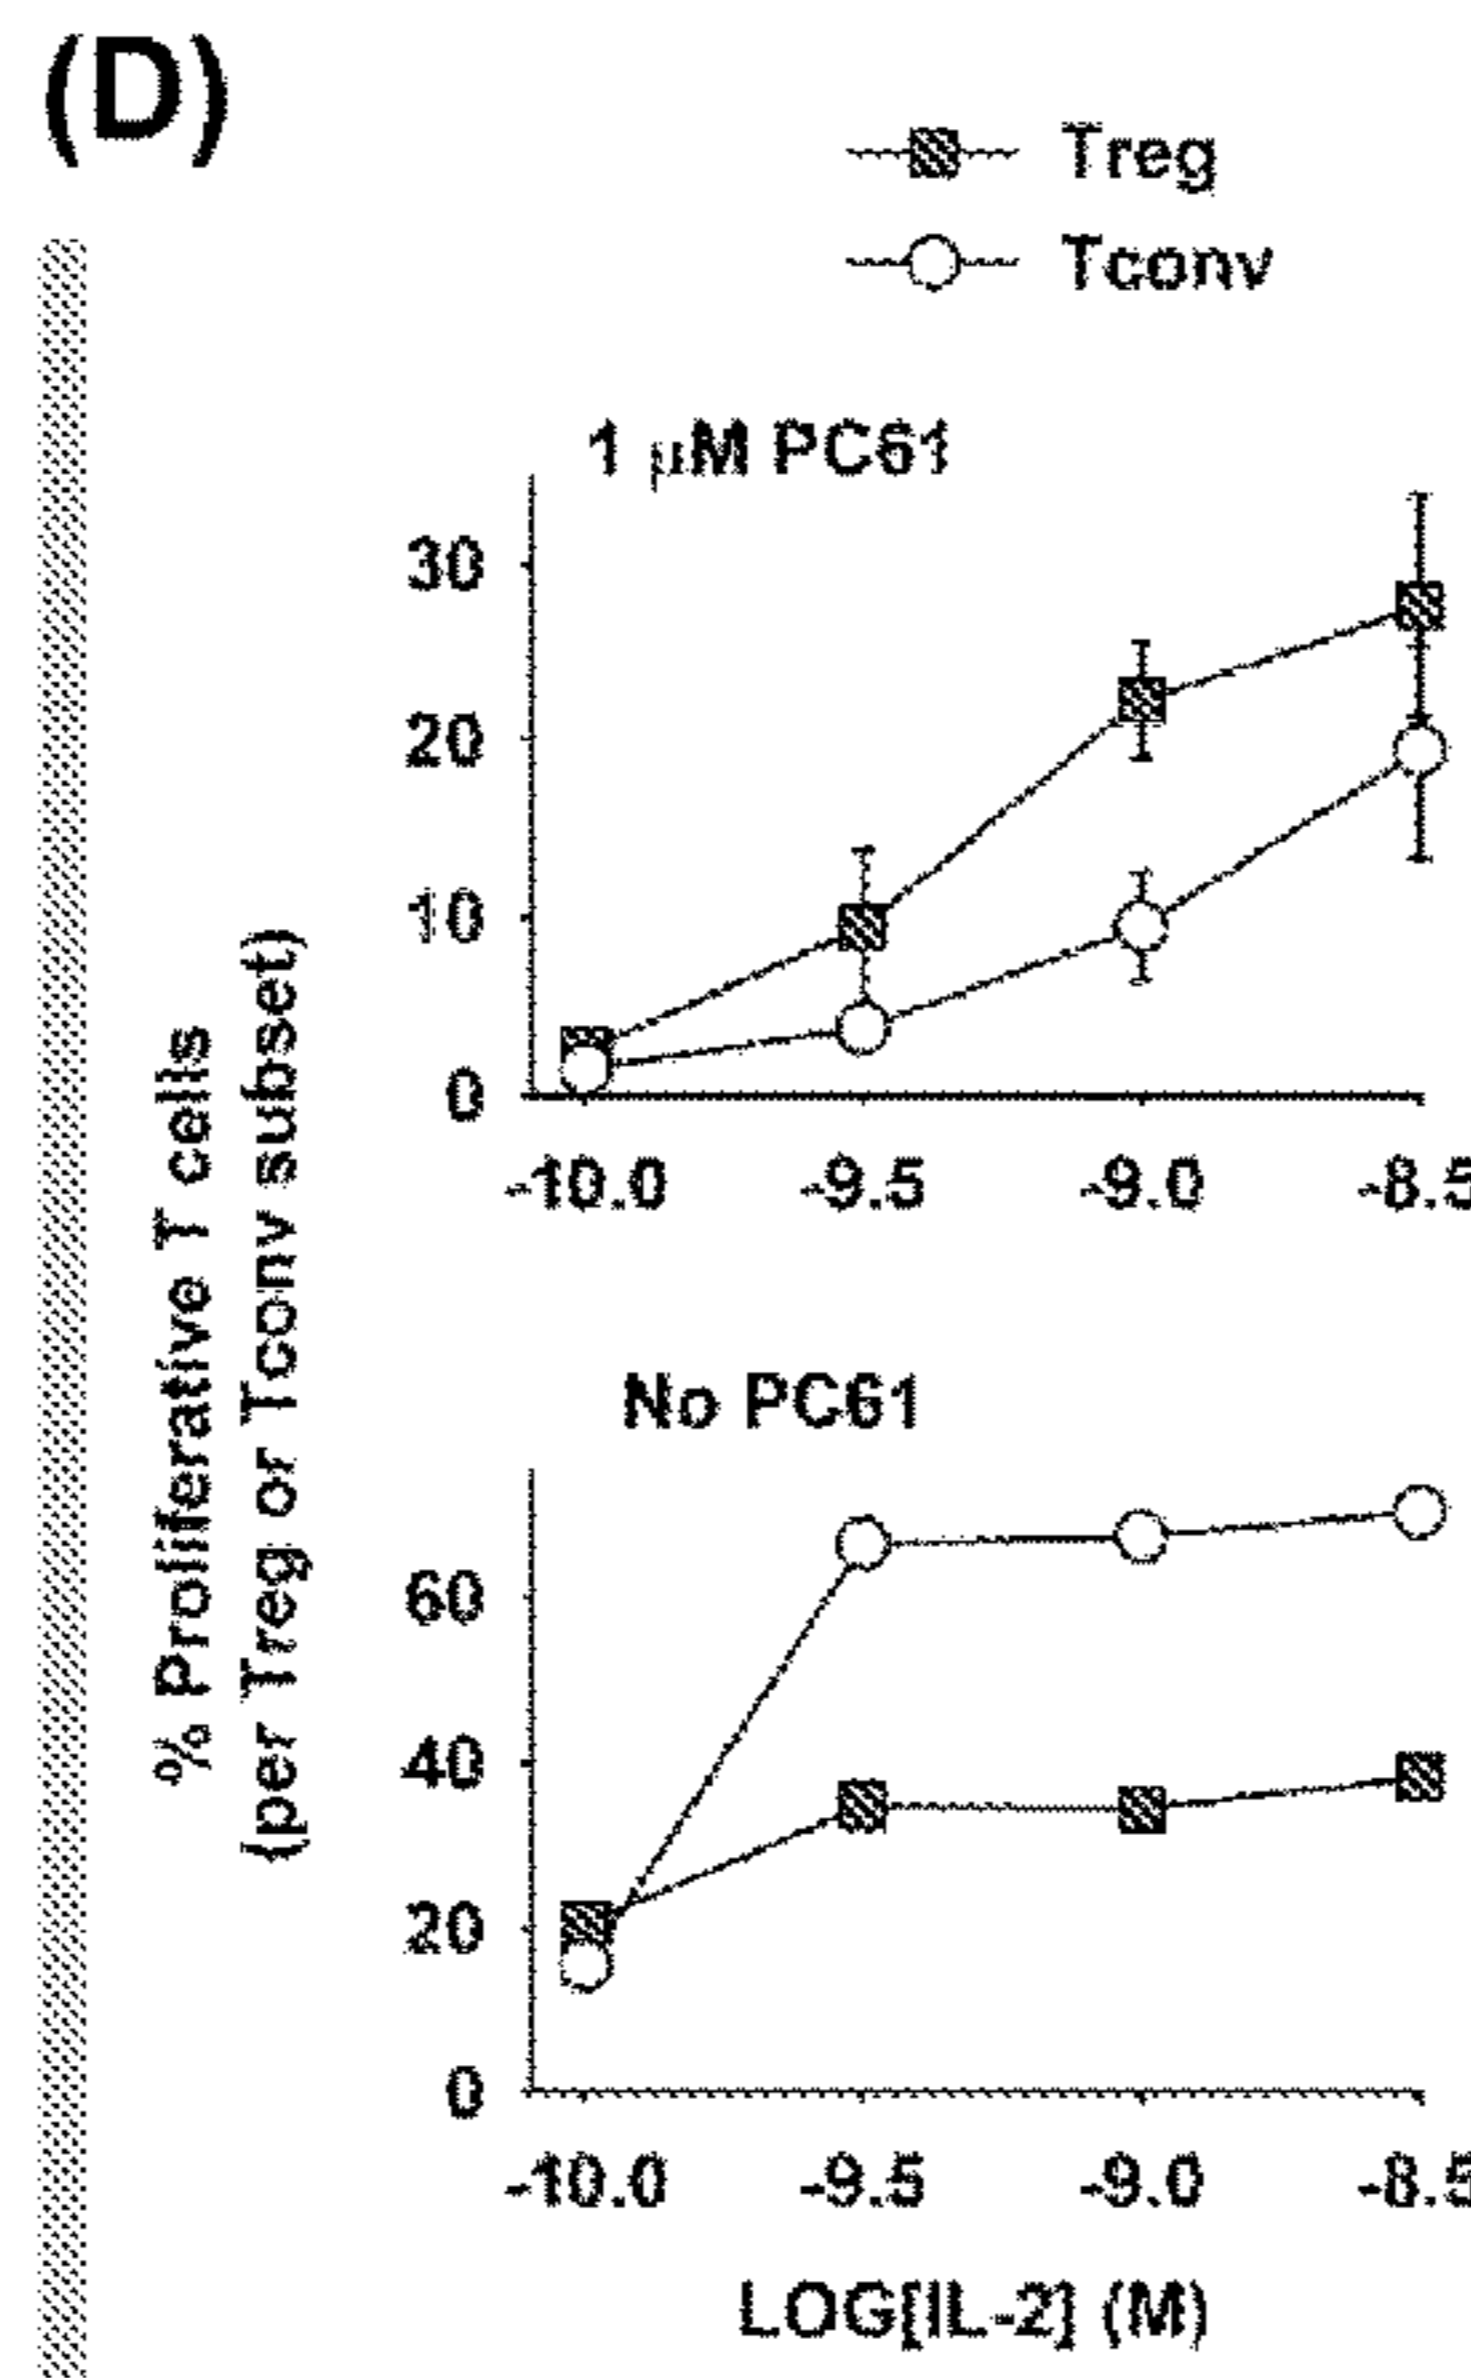 (D)
Treg
Tconv
1 μM PC61
30
20
10
0
-10.0 -9.5 -9.0 -8.5
% Proliferative T cells
(per Treg or Tconv subset)
No PC61
60
40
20
0
-10.0 -9.5 -9.0 -8.5
LOG[IL-2] (M)